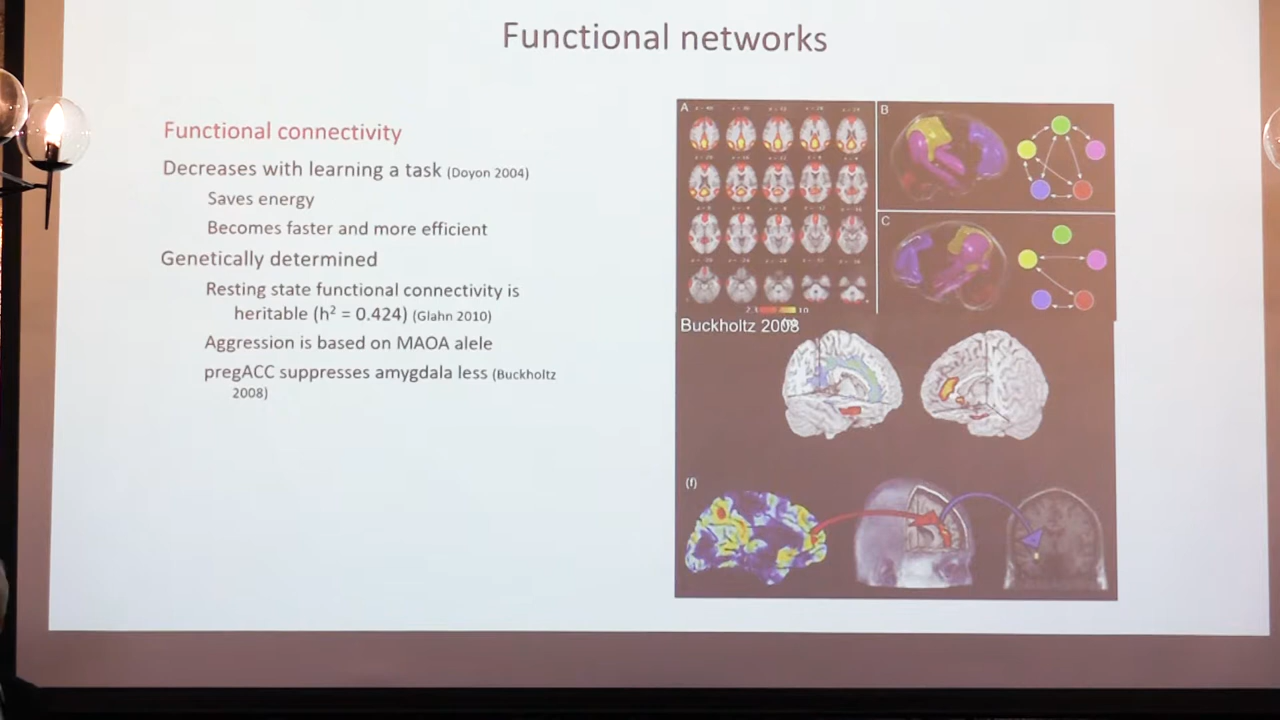 Functional networks
Functional connectivity
Decreases with learning a task (Doyon 2004)
Saves energy
Becomes faster and more efficient
Genetically determined
Resting state functional connectivity is
heritable (h² = 0.424) (Glahn 2010)
Aggression is based on MAOA allele
pregACC suppresses amygdala less (Buckholtz
2008)
A
B
C
10
Buckholtz 2008
(f)